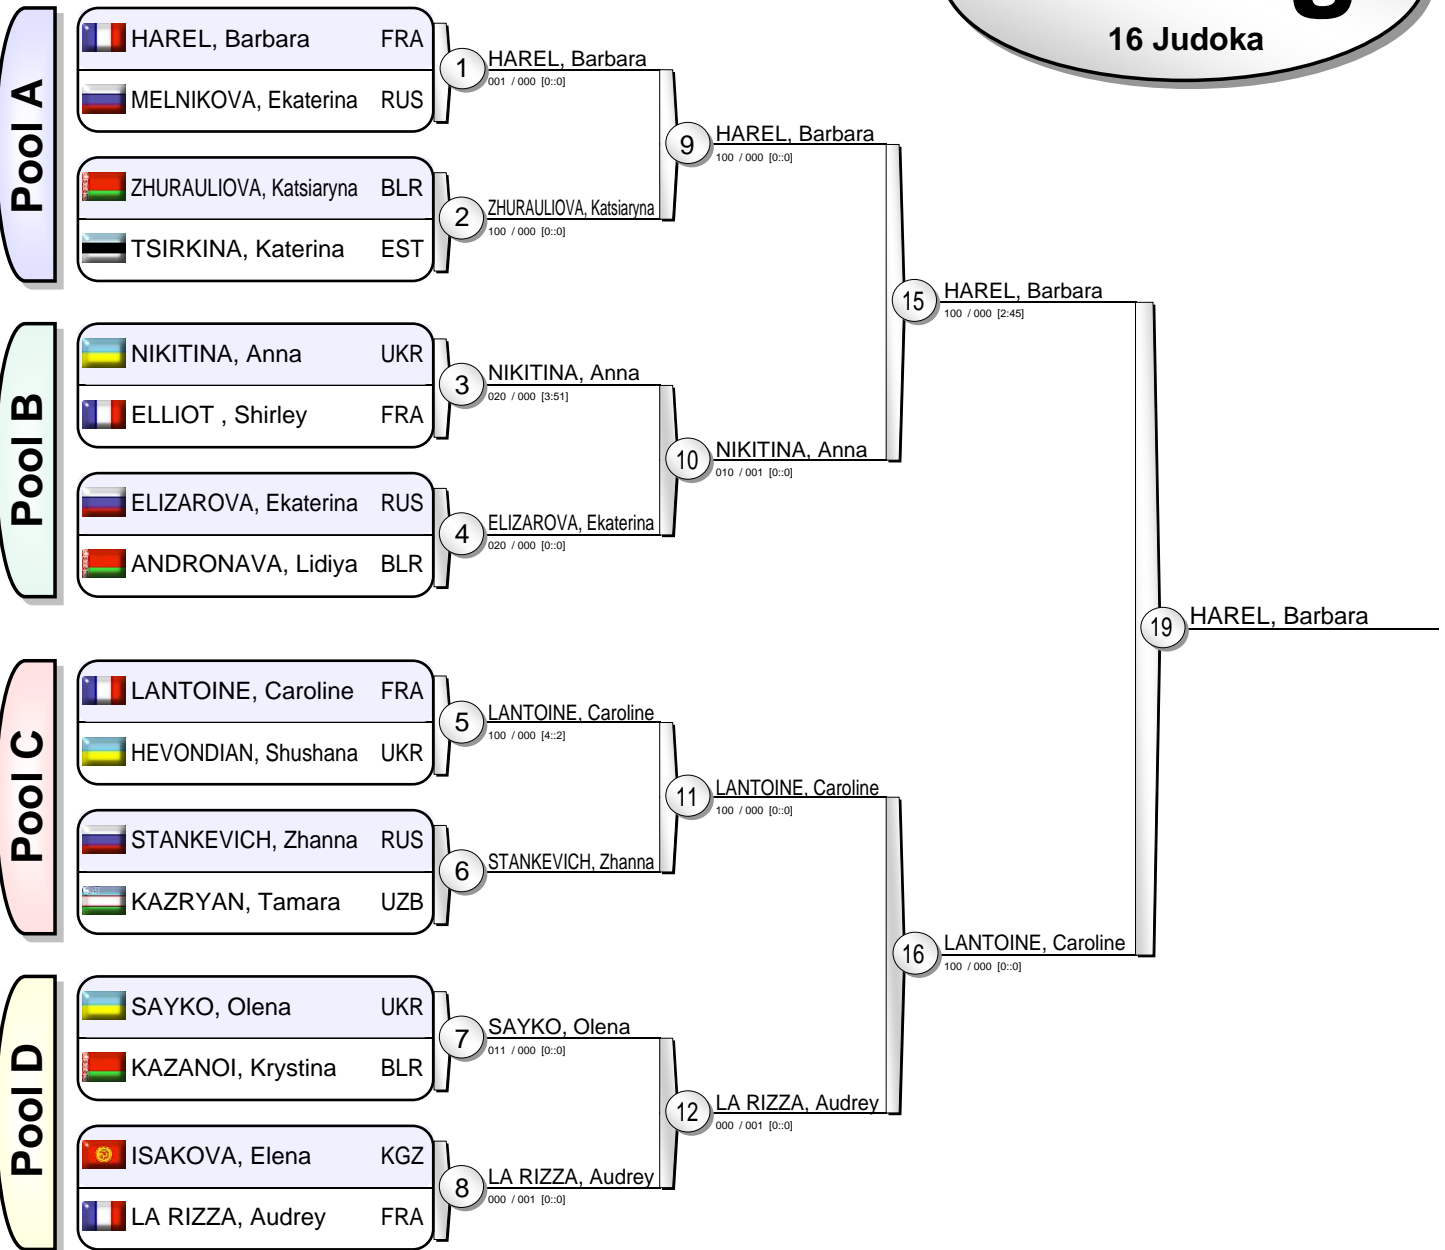 16 Judoka
Pool A
HAREL, Barbara FRA
MELNIKOVA, Ekaterina RUS
1
HAREL, Barbara
001 / 000 [0::0]
ZHURAULIOVA, Katsiaryna BLR
TSIRKINA, Katerina EST
2
ZHURAULIOVA, Katsiaryna
100 / 000 [0::0]
9
HAREL, Barbara
100 / 000 [0::0]
Pool B
NIKITINA, Anna UKR
ELLIOT , Shirley FRA
3
NIKITINA, Anna
020 / 000 [3:51]
ELIZAROVA, Ekaterina RUS
ANDRONAVA, Lidiya BLR
4
ELIZAROVA, Ekaterina
020 / 000 [0::0]
10
NIKITINA, Anna
010 / 001 [0::0]
15
HAREL, Barbara
100 / 000 [2:45]
Pool C
LANTOINE, Caroline FRA
HEVONDIAN, Shushana UKR
5
LANTOINE, Caroline
100 / 000 [4::2]
STANKEVICH, Zhanna RUS
KAZRYAN, Tamara UZB
6
STANKEVICH, Zhanna
11
LANTOINE, Caroline
100 / 000 [0::0]
Pool D
SAYKO, Olena UKR
KAZANOI, Krystina BLR
7
SAYKO, Olena
011 / 000 [0::0]
ISAKOVA, Elena KGZ
LA RIZZA, Audrey FRA
8
LA RIZZA, Audrey
000 / 001 [0::0]
12
LA RIZZA, Audrey
000 / 001 [0::0]
16
LANTOINE, Caroline
100 / 000 [0::0]
19
HAREL, Barbara